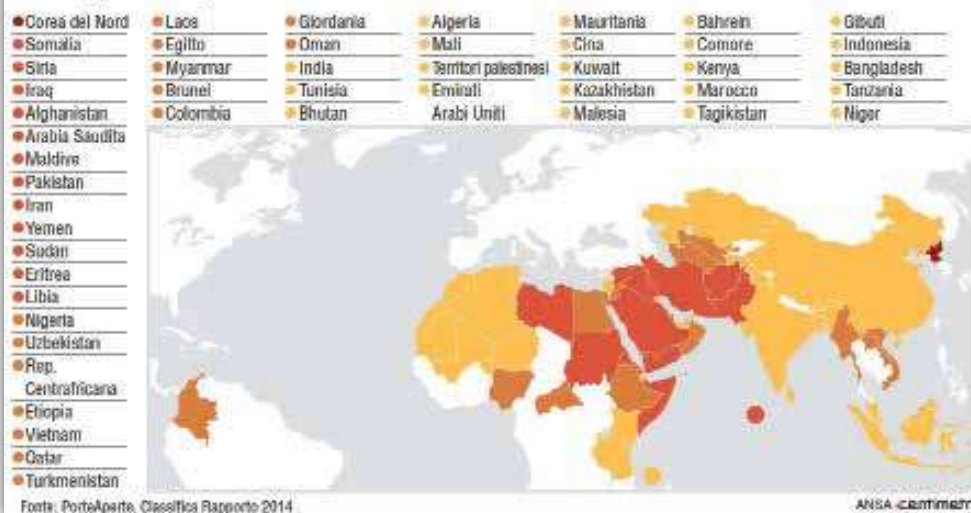 Corea del Nord
Somalia
Siria
Iraq
Afghanistan
Arabia Saudita
Maldive
Pakistan
Iran
Yemen
Sudan
Eritrea
Libia
Nigeria
Uzbekistan
Rep.
Centrafricana
Etiopia
Vietnam
Qatar
Turkmenistan
Laos
Egitto
Myanmar
Brunei
Colombia
Giordania
Oman
India
Tunisia
Bhutan
Algeria
Mali
Territori palestinesi
Emirati
Arabi Uniti
Mauritania
Cina
Kuwait
Kazakhistan
Malesia
Bahrein
Comore
Kenya
Marocco
Tagikistan
Gibuti
Indonesia
Bangladesh
Tanzania
Niger
Fonte: PorteAperte, Classifica Rapporto 2014
ANSA centimetri